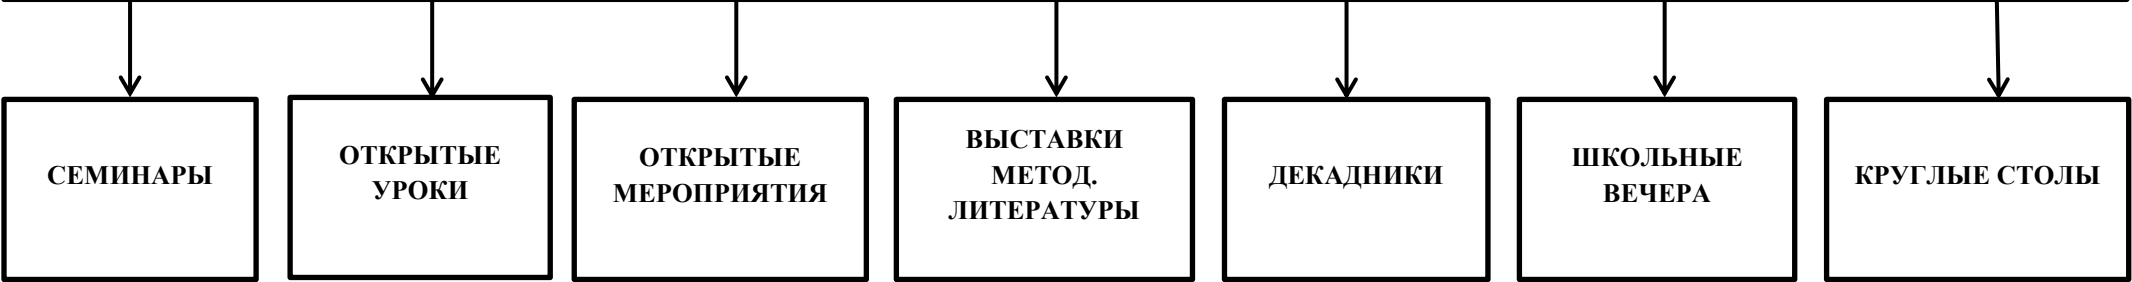 СЕМИНАРЫ
ОТКРЫТЫЕ
УРОКИ
ОТКРЫТЫЕ
МЕРОПРИЯТИЯ
ВЫСТАВКИ
МЕТОД.
ЛИТЕРАТУРЫ
ДЕКАДНИКИ
ШКОЛЬНЫЕ
ВЕЧЕРА
КРУГЛЫЕ СТОЛЫ